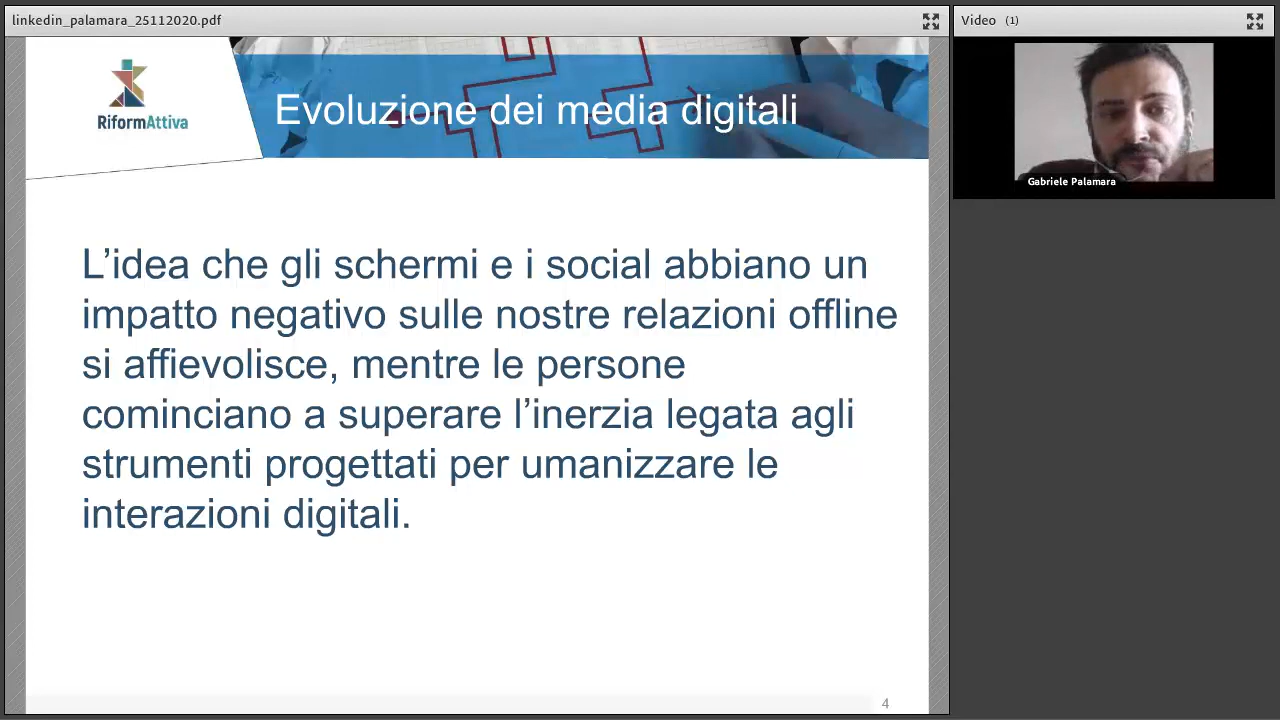 linkedin_palamara_25112020.pdf
Video (1)
RiformAttiva
Evoluzione dei media digitali
Gabriele Palamara
L’idea che gli schermi e i social abbiano un
impatto negativo sulle nostre relazioni offline
si affievolisce, mentre le persone
cominciano a superare l’inerzia legata agli
strumenti progettati per umanizzare le
interazioni digitali.
4